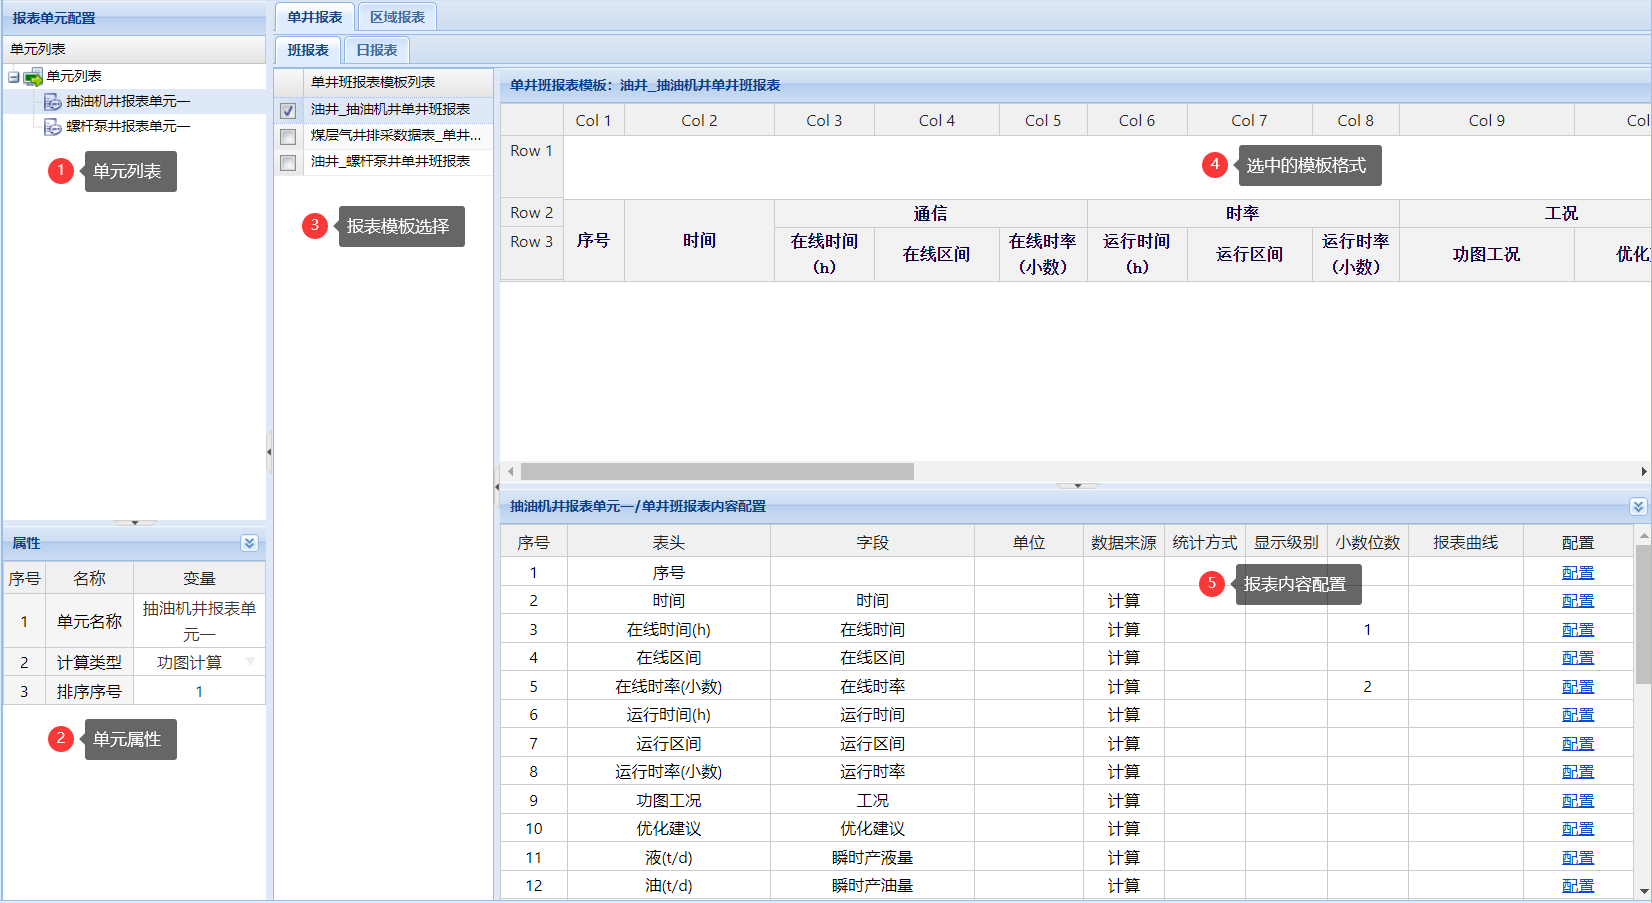 报表单元配置
单元列表
单元列表
抽油机井报表单元一
螺杆泵井报表单元一
1 单元列表
属性
序号 名称 变量
1 单元名称 抽油机井报表单元一
2 计算类型 功图计算
3 排序序号 1
2 单元属性
单井报表 区域报表
班报表 日报表
单井班报表模板列表
油井_抽油机井单井班报表
煤层气井排采数据表_单井...
油井_螺杆泵井单井班报表
3 报表模板选择
单井班报表模板：油井_抽油机井单井班报表
Col 1 Col 2 Col 3 Col 4 Col 5 Col 6 Col 7 Col 8 Col 9 Col
Row 1
4 选中的模板格式
Row 2 序号 时间 通信 时率 工况
Row 3 在线时间(h) 在线区间 在线时率(小数) 运行时间(h) 运行区间 运行时率(小数) 功图工况 优化
抽油机井报表单元一/单井班报表内容配置
序号 表头 字段 单位 数据来源 统计方式 显示级别 小数位数 报表曲线 配置
1 序号 配置
5 报表内容配置
2 时间 时间 计算 配置
3 在线时间(h) 在线时间 计算 1 配置
4 在线区间 在线区间 计算 配置
5 在线时率(小数) 在线时率 计算 2 配置
6 运行时间(h) 运行时间 计算 配置
7 运行区间 运行区间 计算 配置
8 运行时率(小数) 运行时率 计算 配置
9 功图工况 工况 计算 配置
10 优化建议 优化建议 计算 配置
11 液(t/d) 瞬时产液量 计算 配置
12 油(t/d) 瞬时产油量 计算 配置